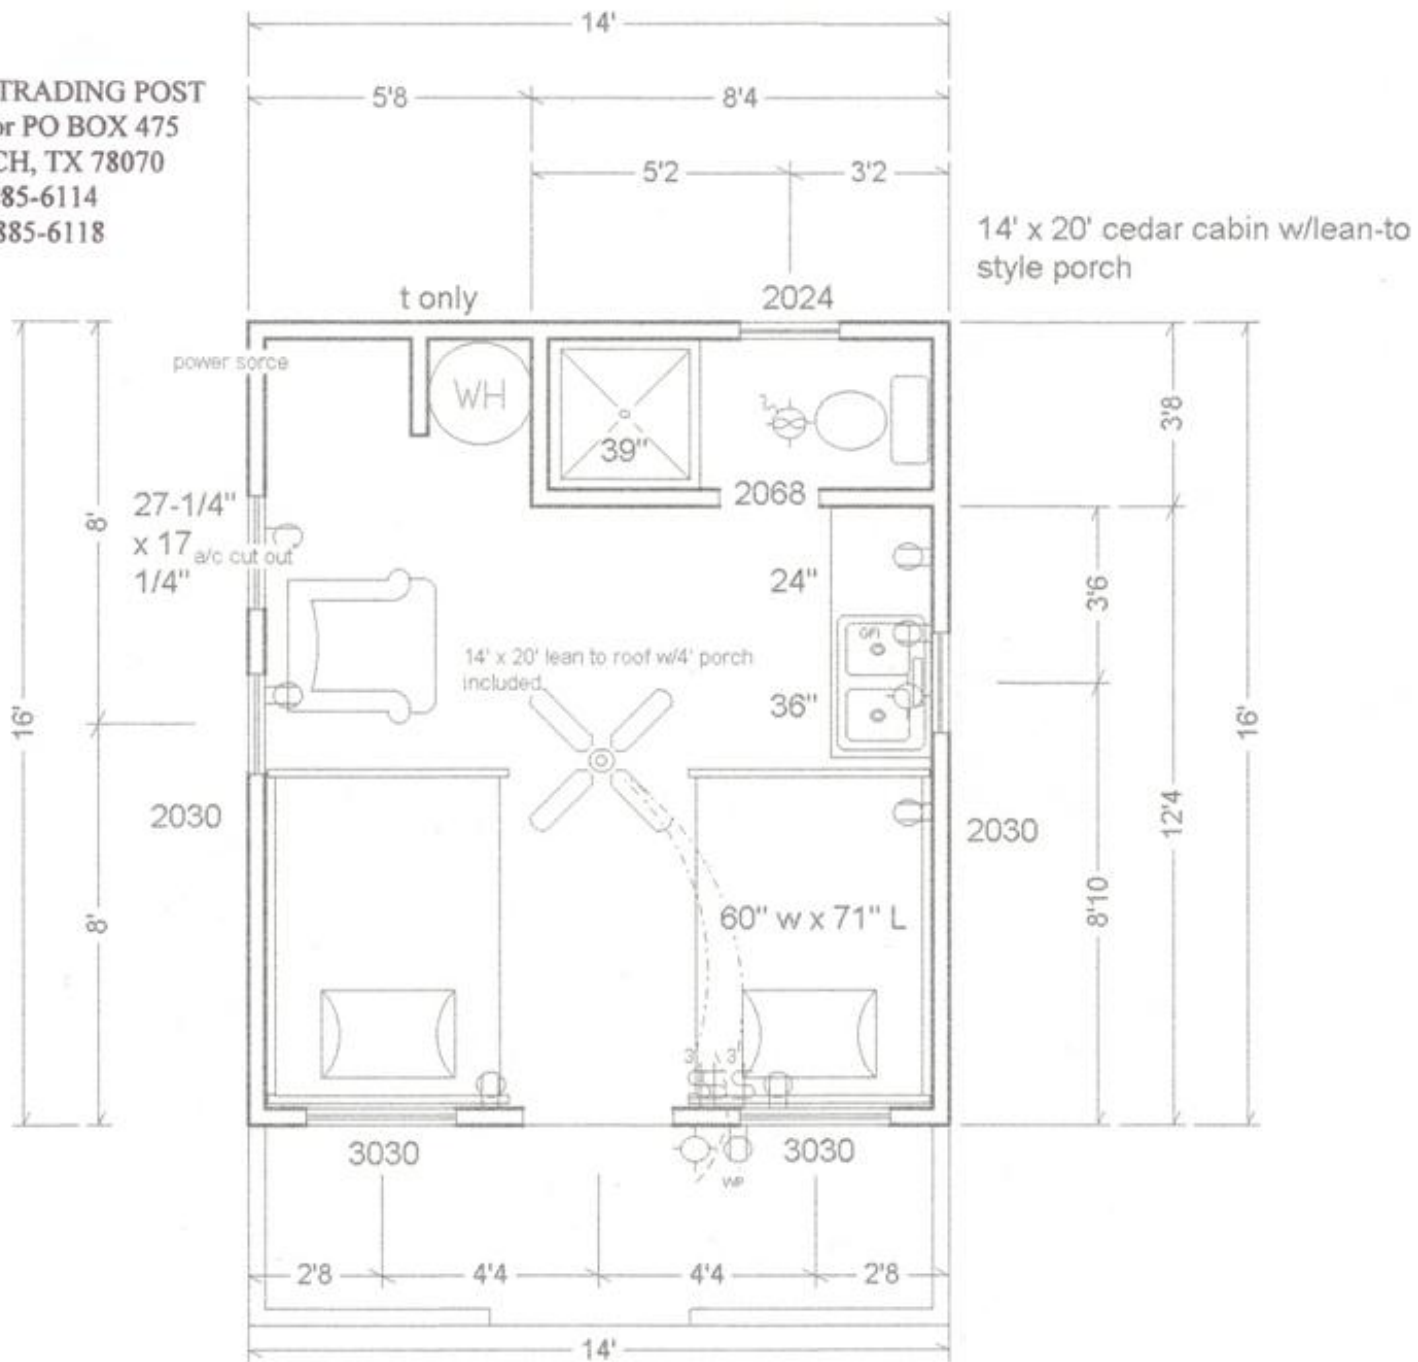 14'
TRADING POST
or PO BOX 475
CH, TX 78070
85-6114
885-6118
5'8
8'4
5'2
3'2
14' x 20' cedar cabin w/lean-to
style porch
t only
2024
power sorce
WH
39"
3'8
2068
27-1/4"
x 17
1/4"
a/c cut out
8'
24"
3'6
GFI
14' x 20' lean to roof w/4' porch
included
36"
16'
16'
2030
2030
12'4
8'
8'10
60" w x 71" L
3'
3'
3030
3030
WP
2'8
4'4
4'4
2'8
14'